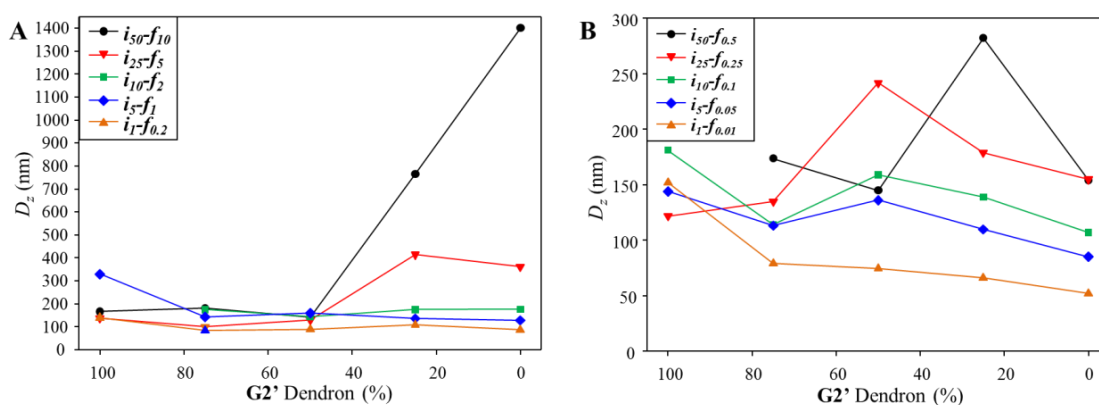 A
i50-f10
i25-f5
i10-f2
i5-f1
i1-f0.2
1400
1300
1200
1100
1000
900
800
700
600
500
400
300
200
100
0
Dz (nm)
100
80
60
40
20
0
G2’ Dendron (%)
B
i50-f0.5
i25-f0.25
i10-f0.1
i5-f0.05
i1-f0.01
300
250
200
150
100
50
0
Dz (nm)
100
80
60
40
20
0
G2’ Dendron (%)